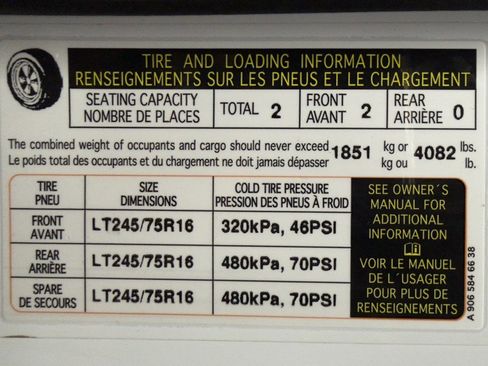 TIRE AND LOADING INFORMATION
RENSEIGNEMENTS SUR LES PNEUS ET LE CHARGEMENT
SEATING CAPACITY
NOMBRE DE PLACES
TOTAL 2
FRONT
AVANT 2
REAR
ARRIÈRE 0
The combined weight of occupants and cargo should never exceed 1851 kg or 4082 lbs.
Le poids total des occupants et du chargement ne doit jamais dépasser kg ou lb.
TIRE
PNEU
SIZE
DIMENSIONS
COLD TIRE PRESSURE
PRESSION DES PNEUS À FROID
FRONT
AVANT
LT245/75R16
320kPa, 46PSI
REAR
ARRIÈRE
LT245/75R16
480kPa, 70PSI
SPARE
DE SECOURS
LT245/75R16
480kPa, 70PSI
SEE OWNER´S
MANUAL FOR
ADDITIONAL
INFORMATION
VOIR LE MANUEL
DE L´USAGER
POUR PLUS DE
RENSEIGNEMENTS
A 906 584 66 38